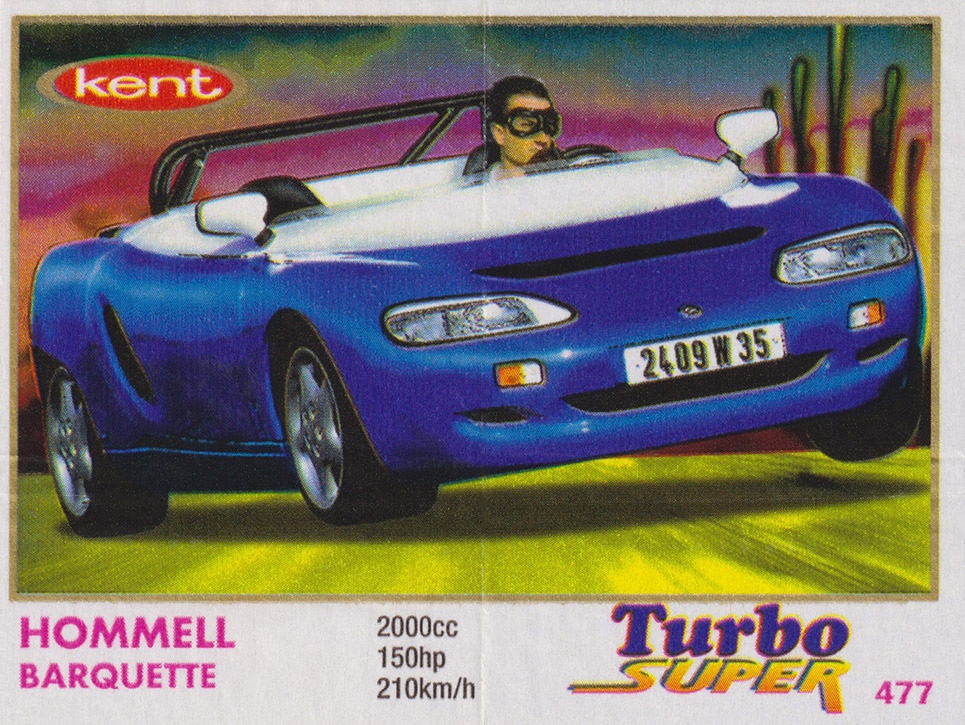 kent
2409 W 35
HOMMELL
BARQUETTE
2000cc
150hp
210km/h
Turbo
SUPER
477